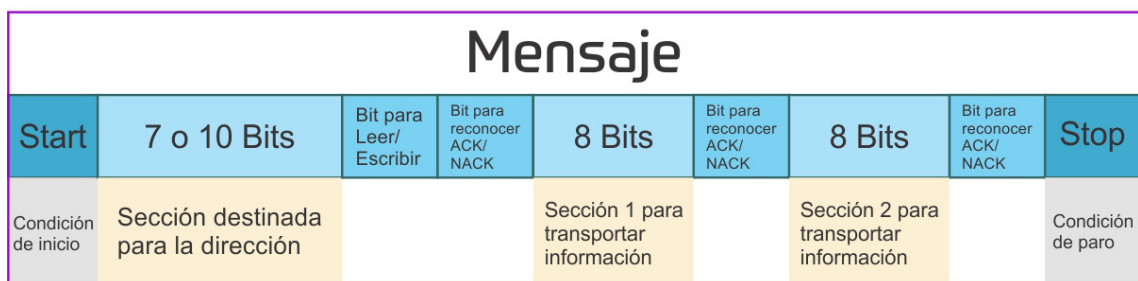 Mensaje
Start
7 o 10 Bits
Bit para
Leer/
Escribir
Bit para
reconocer
ACK/
NACK
8 Bits
Bit para
reconocer
ACK/
NACK
8 Bits
Bit para
reconocer
ACK/
NACK
Stop
Condición
de inicio
Sección destinada
para la dirección
Sección 1 para
transportar
información
Sección 2 para
transportar
información
Condición
de paro